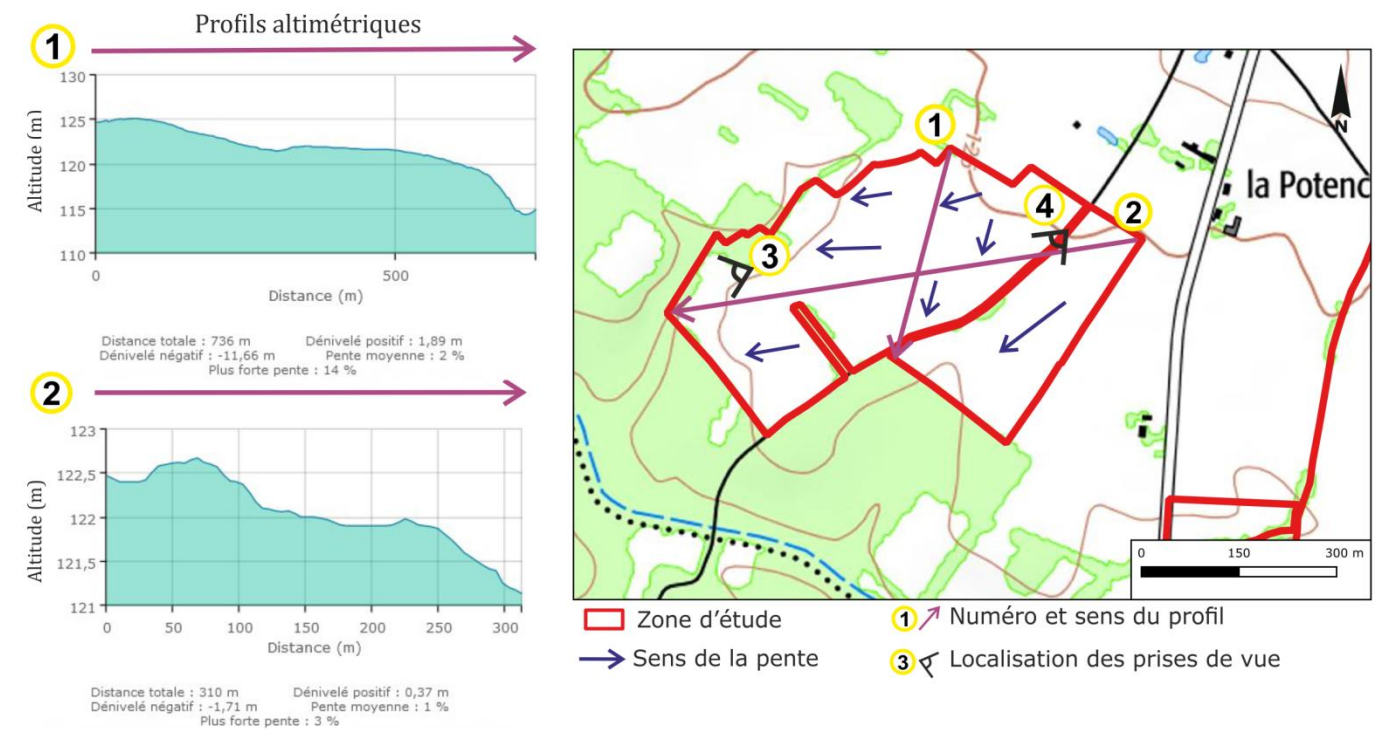 Profils altimétriques
1
130
125
120
115
110
Altitude (m)
0
500
Distance (m)
Distance totale : 736 m Dénivelé positif : 1,89 m
Dénivelé négatif : -11,66 m Pente moyenne : 2 %
Plus forte pente : 14 %
2
123
122,5
122
121,5
121
Altitude (m)
0 50 100 150 200 250 300
Distance (m)
Distance totale : 310 m Dénivelé positif : 0,37 m
Dénivelé négatif : -1,71 m Pente moyenne : 1 %
Plus forte pente : 3 %
1
125
N
la Potenc
4
2
3
0 150 300 m
Zone d'étude
1 Numéro et sens du profil
Sens de la pente
3 Localisation des prises de vue